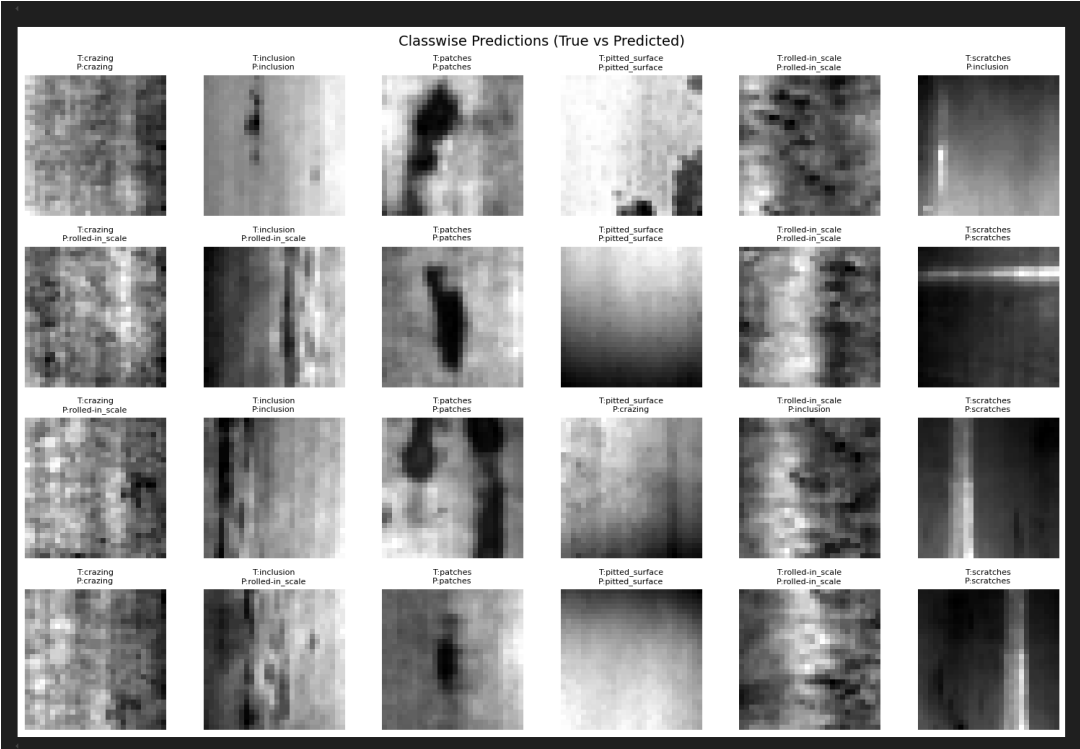 Classwise Predictions (True vs Predicted)
T:crazing
P:crazing
T:inclusion
P:inclusion
T:patches
P:patches
T:pitted_surface
P:pitted_surface
T:rolled-in_scale
P:rolled-in_scale
T:scratches
P:inclusion
T:crazing
P:rolled-in_scale
T:inclusion
P:rolled-in_scale
T:patches
P:patches
T:pitted_surface
P:pitted_surface
T:rolled-in_scale
P:rolled-in_scale
T:scratches
P:scratches
T:crazing
P:rolled-in_scale
T:inclusion
P:inclusion
T:patches
P:patches
T:pitted_surface
P:crazing
T:rolled-in_scale
P:inclusion
T:scratches
P:scratches
T:crazing
P:crazing
T:inclusion
P:rolled-in_scale
T:patches
P:patches
T:pitted_surface
P:pitted_surface
T:rolled-in_scale
P:rolled-in_scale
T:scratches
P:scratches